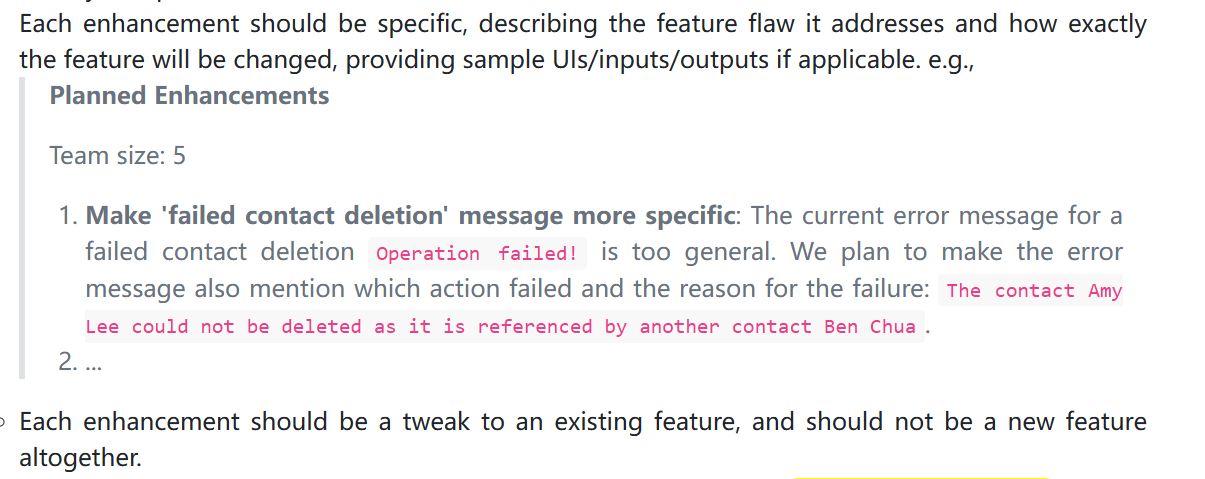 Each enhancement should be specific, describing the feature flaw it addresses and how exactly
the feature will be changed, providing sample UIs/inputs/outputs if applicable. e.g.,
Planned Enhancements
Team size: 5
1. Make 'failed contact deletion' message more specific: The current error message for a
failed contact deletion Operation failed! is too general. We plan to make the error
message also mention which action failed and the reason for the failure: The contact Amy
Lee could not be deleted as it is referenced by another contact Ben Chua .
2. ...
Each enhancement should be a tweak to an existing feature, and should not be a new feature
altogether.